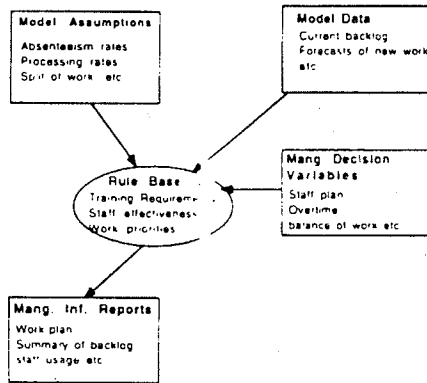 Model Assumptions
Absenteeism rates
Processing rates
Split of work etc
Model Data
Current backlog
Forecasts of new work
etc
Mang Decision
Variables
Staff plan
Overtime
balance of work etc
Rule Base
Training Requirem
Staff effectiveness
Work priorities
Mang. Inf. Reports
Work plan
Summary of backlog
staff usage etc